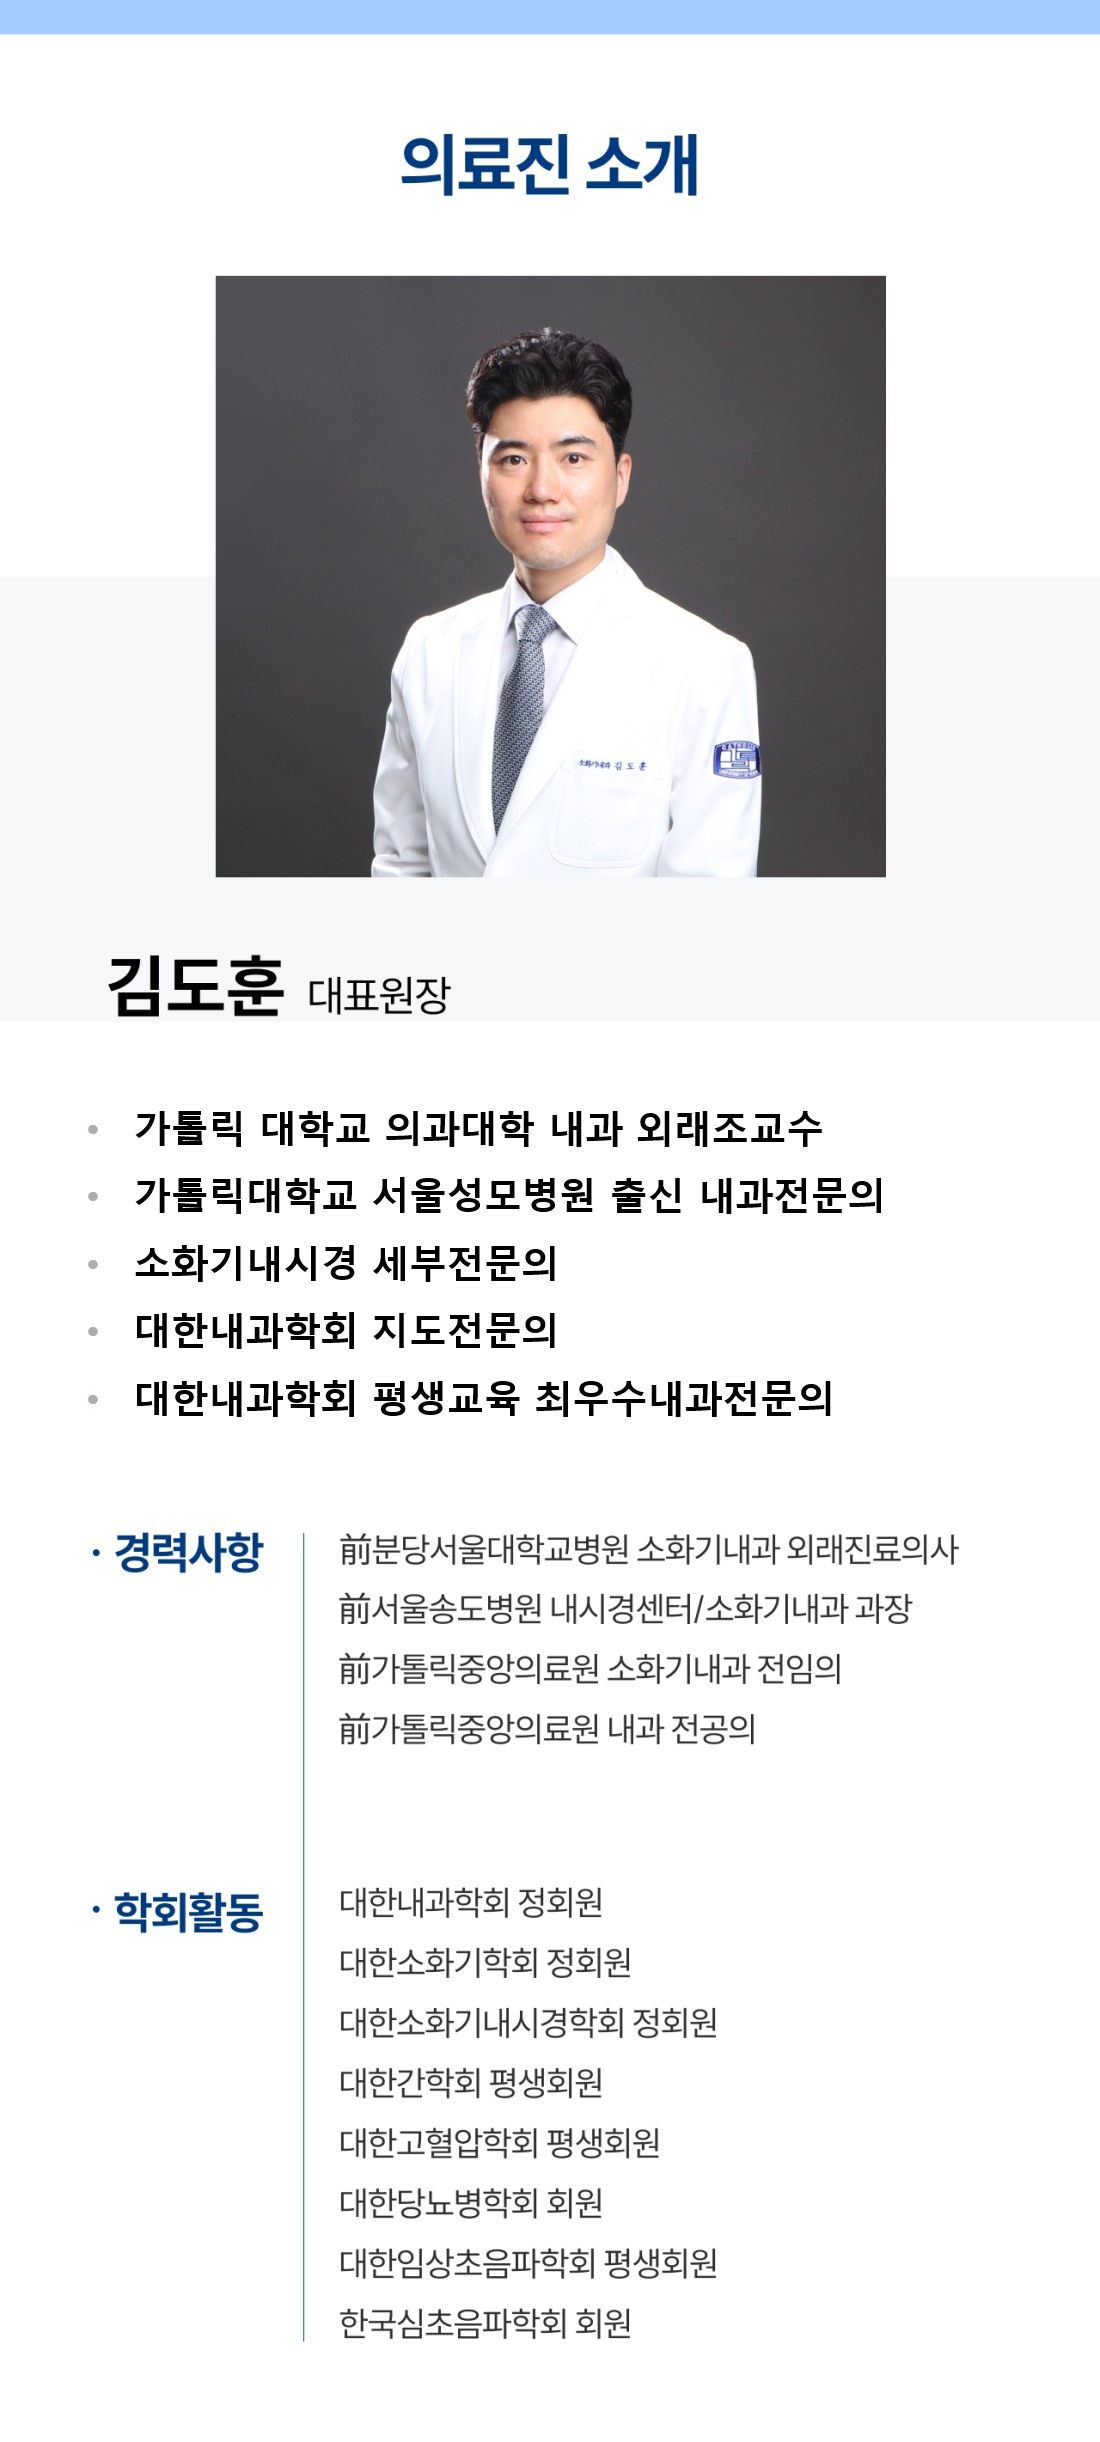 의료진 소개
소화기내과 김도훈
김도훈 대표원장
• 가톨릭 대학교 의과대학 내과 외래조교수
• 가톨릭대학교 서울성모병원 출신 내과전문의
• 소화기내시경 세부전문의
• 대한내과학회 지도전문의
• 대한내과학회 평생교육 최우수내과전문의
· 경력사항
前분당서울대학교병원 소화기내과 외래진료의사
前서울송도병원 내시경센터/소화기내과 과장
前가톨릭중앙의료원 소화기내과 전임의
前가톨릭중앙의료원 내과 전공의
· 학회활동
대한내과학회 정회원
대한소화기학회 정회원
대한소화기내시경학회 정회원
대한간학회 평생회원
대한고혈압학회 평생회원
대한당뇨병학회 회원
대한임상초음파학회 평생회원
한국심초음파학회 회원